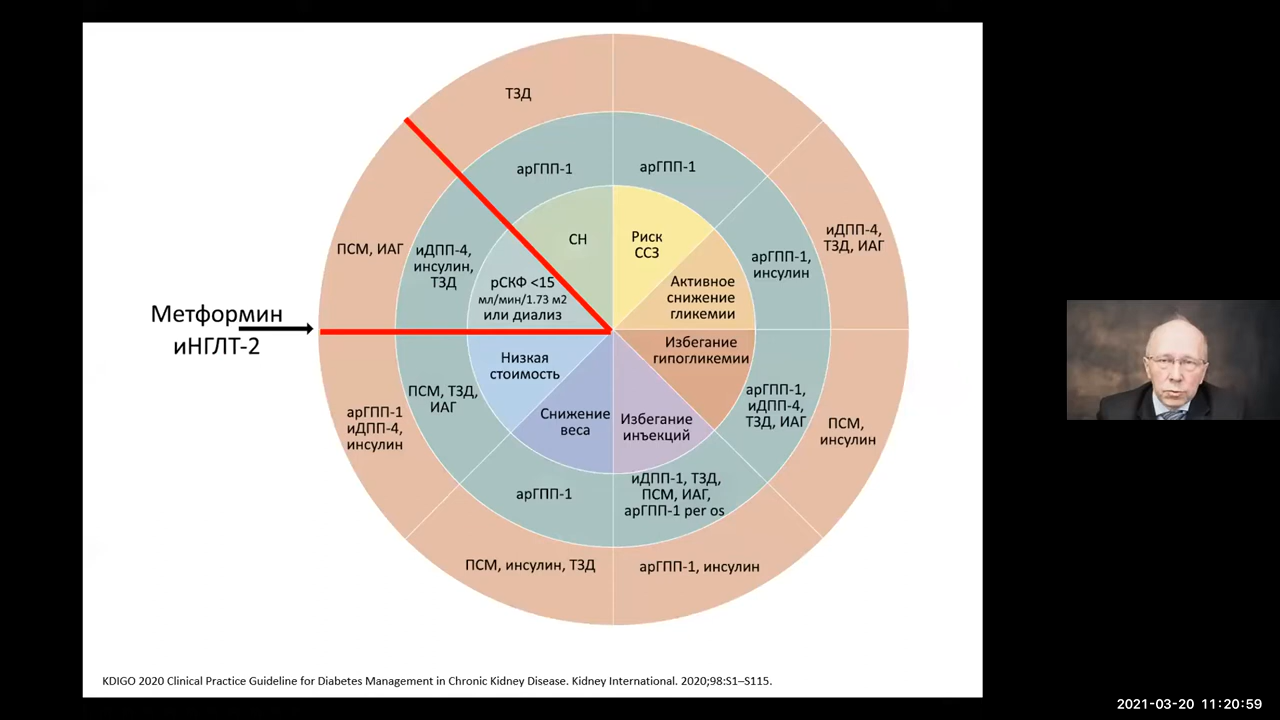 ТЗД
арГПП-1
арГПП-1
СН
Риск
ССЗ
ПСМ, ИАГ
иДПП-4,
инсулин,
ТЗД
рСКФ <15
мл/мин/1.73 м2
или диализ
Активное
снижение
гликемии
арГПП-1,
инсулин
иДПП-4,
ТЗД, ИАГ
Метформин
иНГЛТ-2
Низкая
стоимость
Избегание
гипогликемии
арГПП-1
иДПП-4,
инсулин
ПСМ, ТЗД,
ИАГ
Снижение
веса
Избегание
инъекций
арГПП-1,
иДПП-4,
ТЗД, ИАГ
ПСМ,
инсулин
арГПП-1
иДПП-1, ТЗД,
ПСМ, ИАГ,
арГПП-1 per os
ПСМ, инсулин, ТЗД
арГПП-1, инсулин
KDIGO 2020 Clinical Practice Guideline for Diabetes Management in Chronic Kidney Disease. Kidney International. 2020;98:S1–S115.
2021-03-20 11:20:59